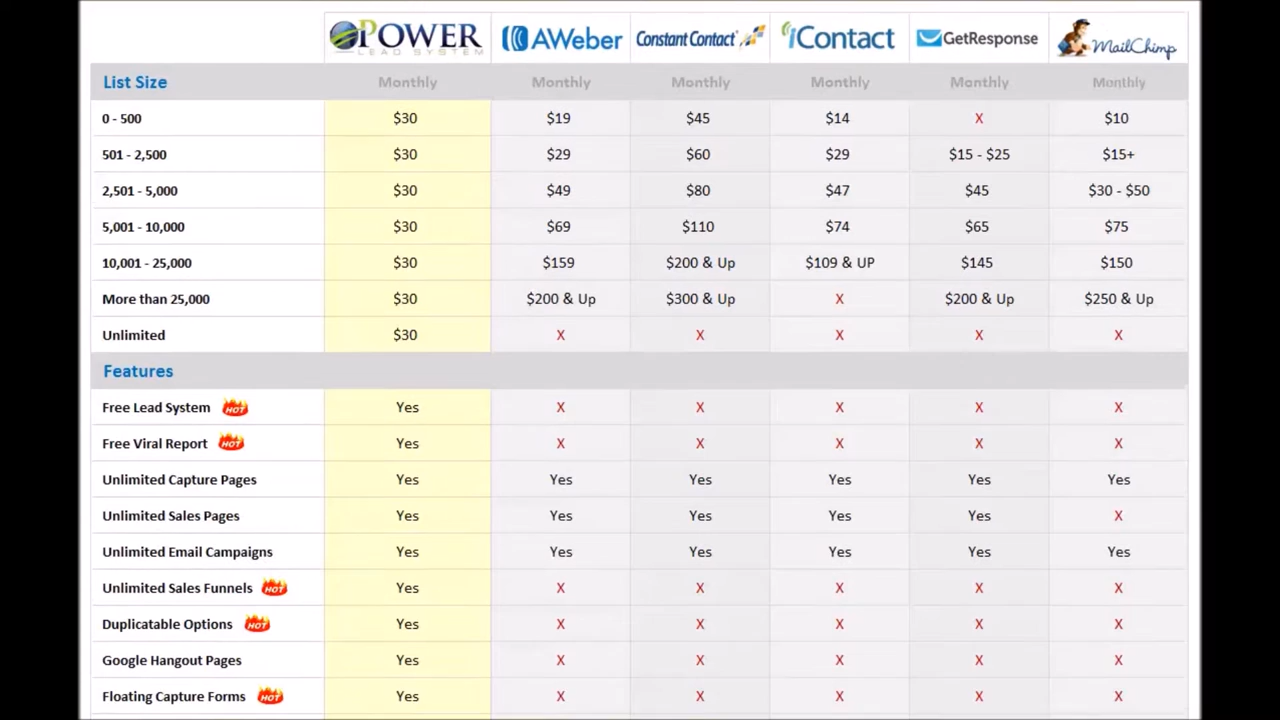 POWER LEAD SYSTEM AWeber Constant Contact iContact GetResponse MailChimp
List Size Monthly Monthly Monthly Monthly Monthly Monthly
0 - 500 $30 $19 $45 $14 X $10
501 - 2,500 $30 $29 $60 $29 $15 - $25 $15+
2,501 - 5,000 $30 $49 $80 $47 $45 $30 - $50
5,001 - 10,000 $30 $69 $110 $74 $65 $75
10,001 - 25,000 $30 $159 $200 & Up $109 & UP $145 $150
More than 25,000 $30 $200 & Up $300 & Up X $200 & Up $250 & Up
Unlimited $30 X X X X X
Features
Free Lead System HOT Yes X X X X X
Free Viral Report HOT Yes X X X X X
Unlimited Capture Pages Yes Yes Yes Yes Yes Yes
Unlimited Sales Pages Yes Yes Yes Yes Yes X
Unlimited Email Campaigns Yes Yes Yes Yes Yes Yes
Unlimited Sales Funnels HOT Yes X X X X X
Duplicatable Options HOT Yes X X X X X
Google Hangout Pages Yes X X X X X
Floating Capture Forms HOT Yes X X X X X